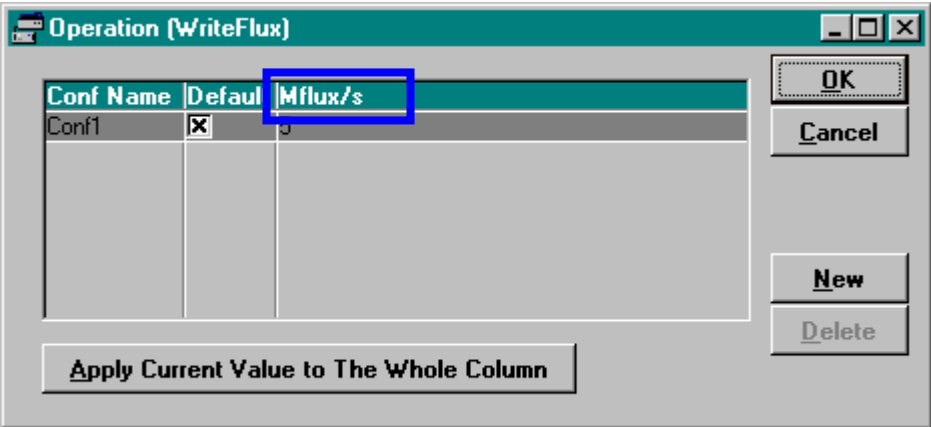 Operation (WriteFlux)
Conf Name Defaul Mflux/s
Conf1 5
OK
Cancel
New
Delete
Apply Current Value to The Whole Column